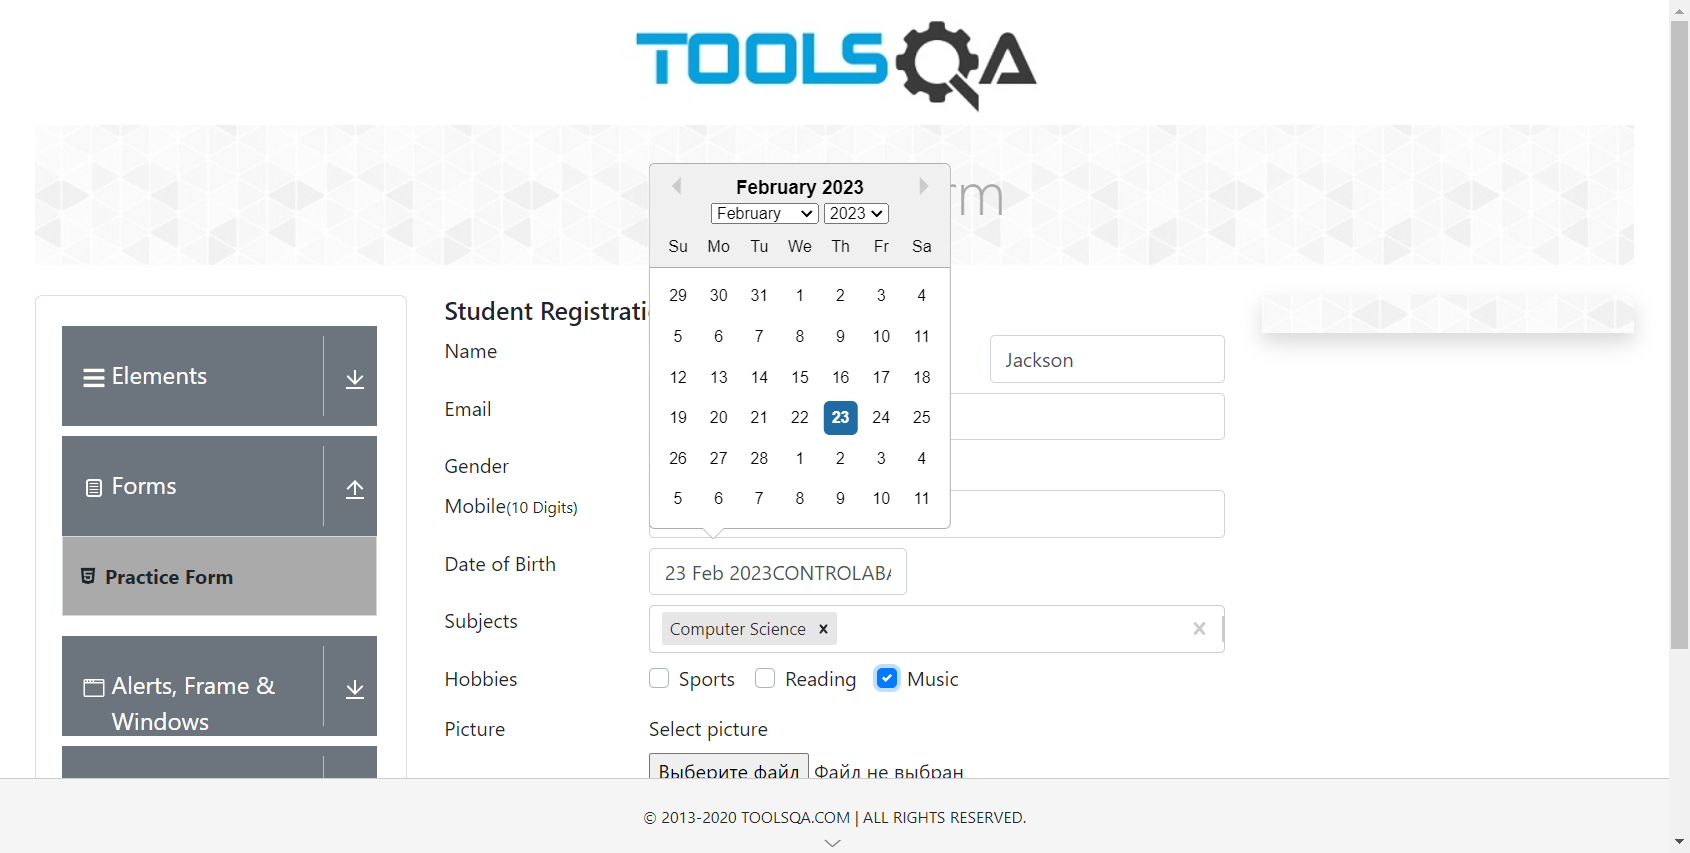 TOOLSQA
rm
February 2023
February 2023
Su Mo Tu We Th Fr Sa
29 30 31 1 2 3 4
5 6 7 8 9 10 11
12 13 14 15 16 17 18
19 20 21 22 23 24 25
26 27 28 1 2 3 4
5 6 7 8 9 10 11
Elements
Forms
Practice Form
Alerts, Frame &
Windows
Student Registrati
Name
Jackson
Email
Gender
Mobile(10 Digits)
Date of Birth
23 Feb 2023CONTROLABA
Subjects
Computer Science
Hobbies
Sports Reading Music
Picture
Select picture
Выберите файл Файл не выбран
© 2013-2020 TOOLSQA.COM | ALL RIGHTS RESERVED.